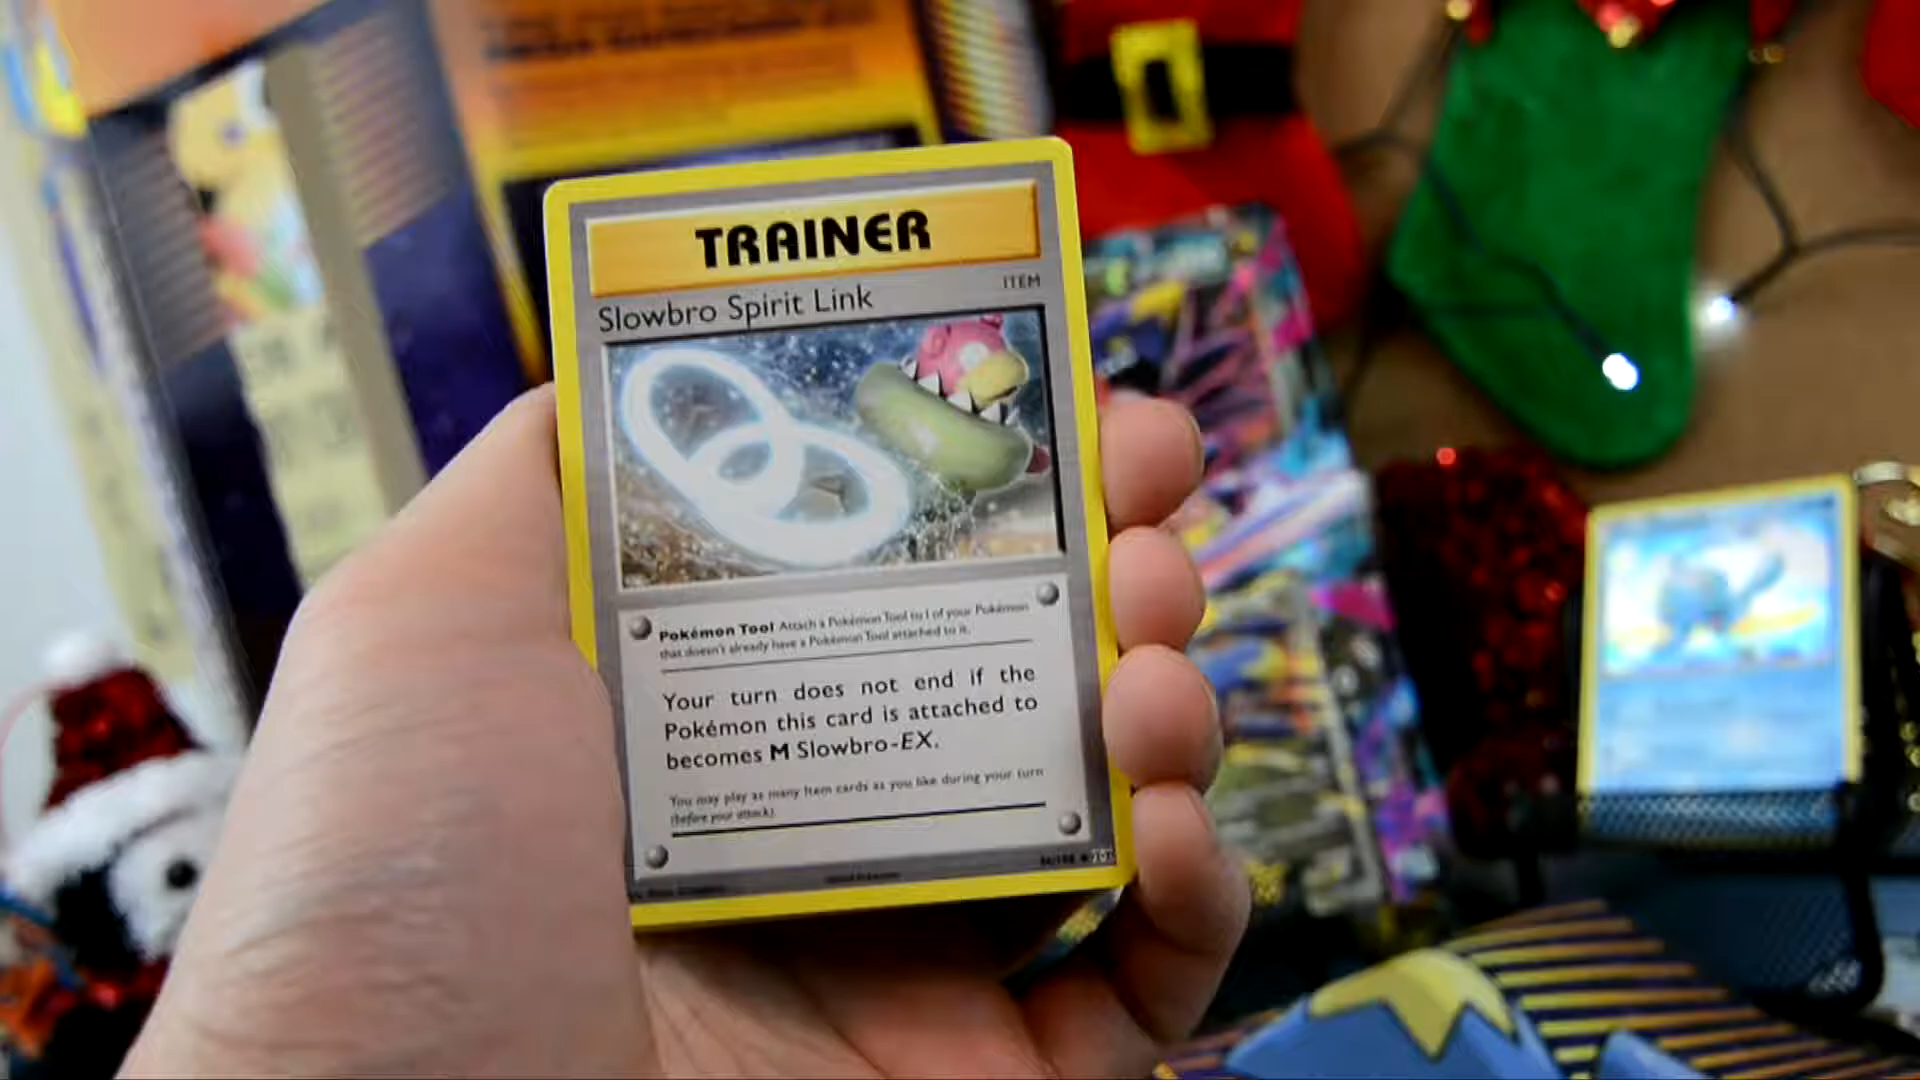 TRAINER
ITEM
Slowbro Spirit Link
Pokémon Tool Attach a Pokémon Tool to 1 of your Pokémon
that doesn't already have a Pokémon Tool attached to it.
Your turn does not end if the
Pokémon this card is attached to
becomes M Slowbro-EX.
You may play as many Item cards as you like during your turn
(before your attack).